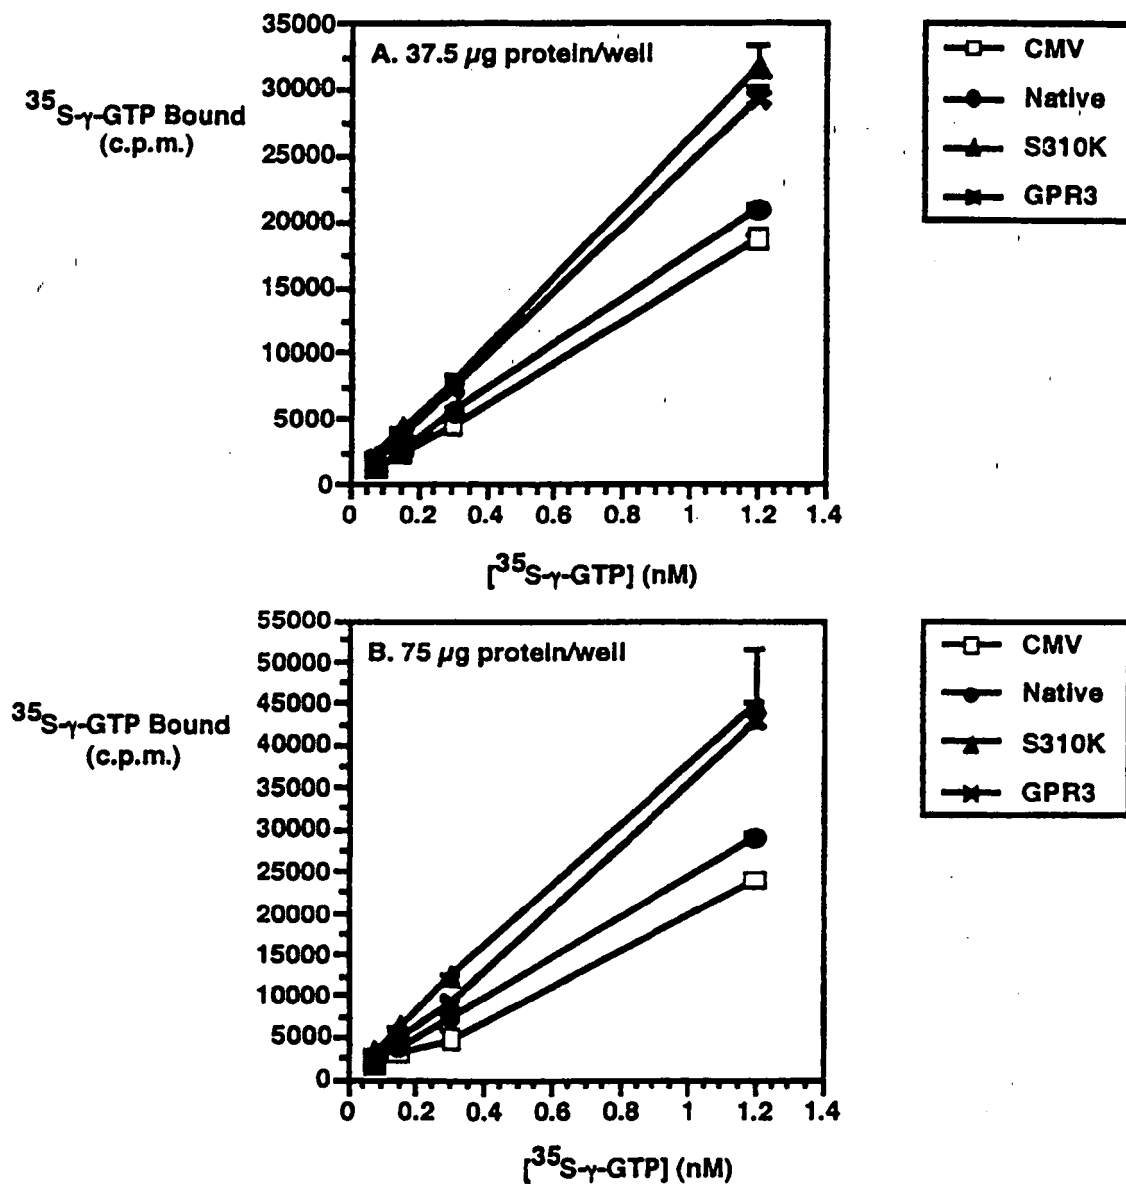 A. 37.5 µg protein/well
35S-γ-GTP Bound
(c.p.m.)
35000
30000
25000
20000
15000
10000
5000
0
0 0.2 0.4 0.6 0.8 1 1.2 1.4
[35S-γ-GTP] (nM)
CMV
Native
S310K
GPR3
B. 75 µg protein/well
35S-γ-GTP Bound
(c.p.m.)
55000
50000
45000
40000
35000
30000
25000
20000
15000
10000
5000
0
0 0.2 0.4 0.6 0.8 1 1.2 1.4
[35S-γ-GTP] (nM)
CMV
Native
S310K
GPR3